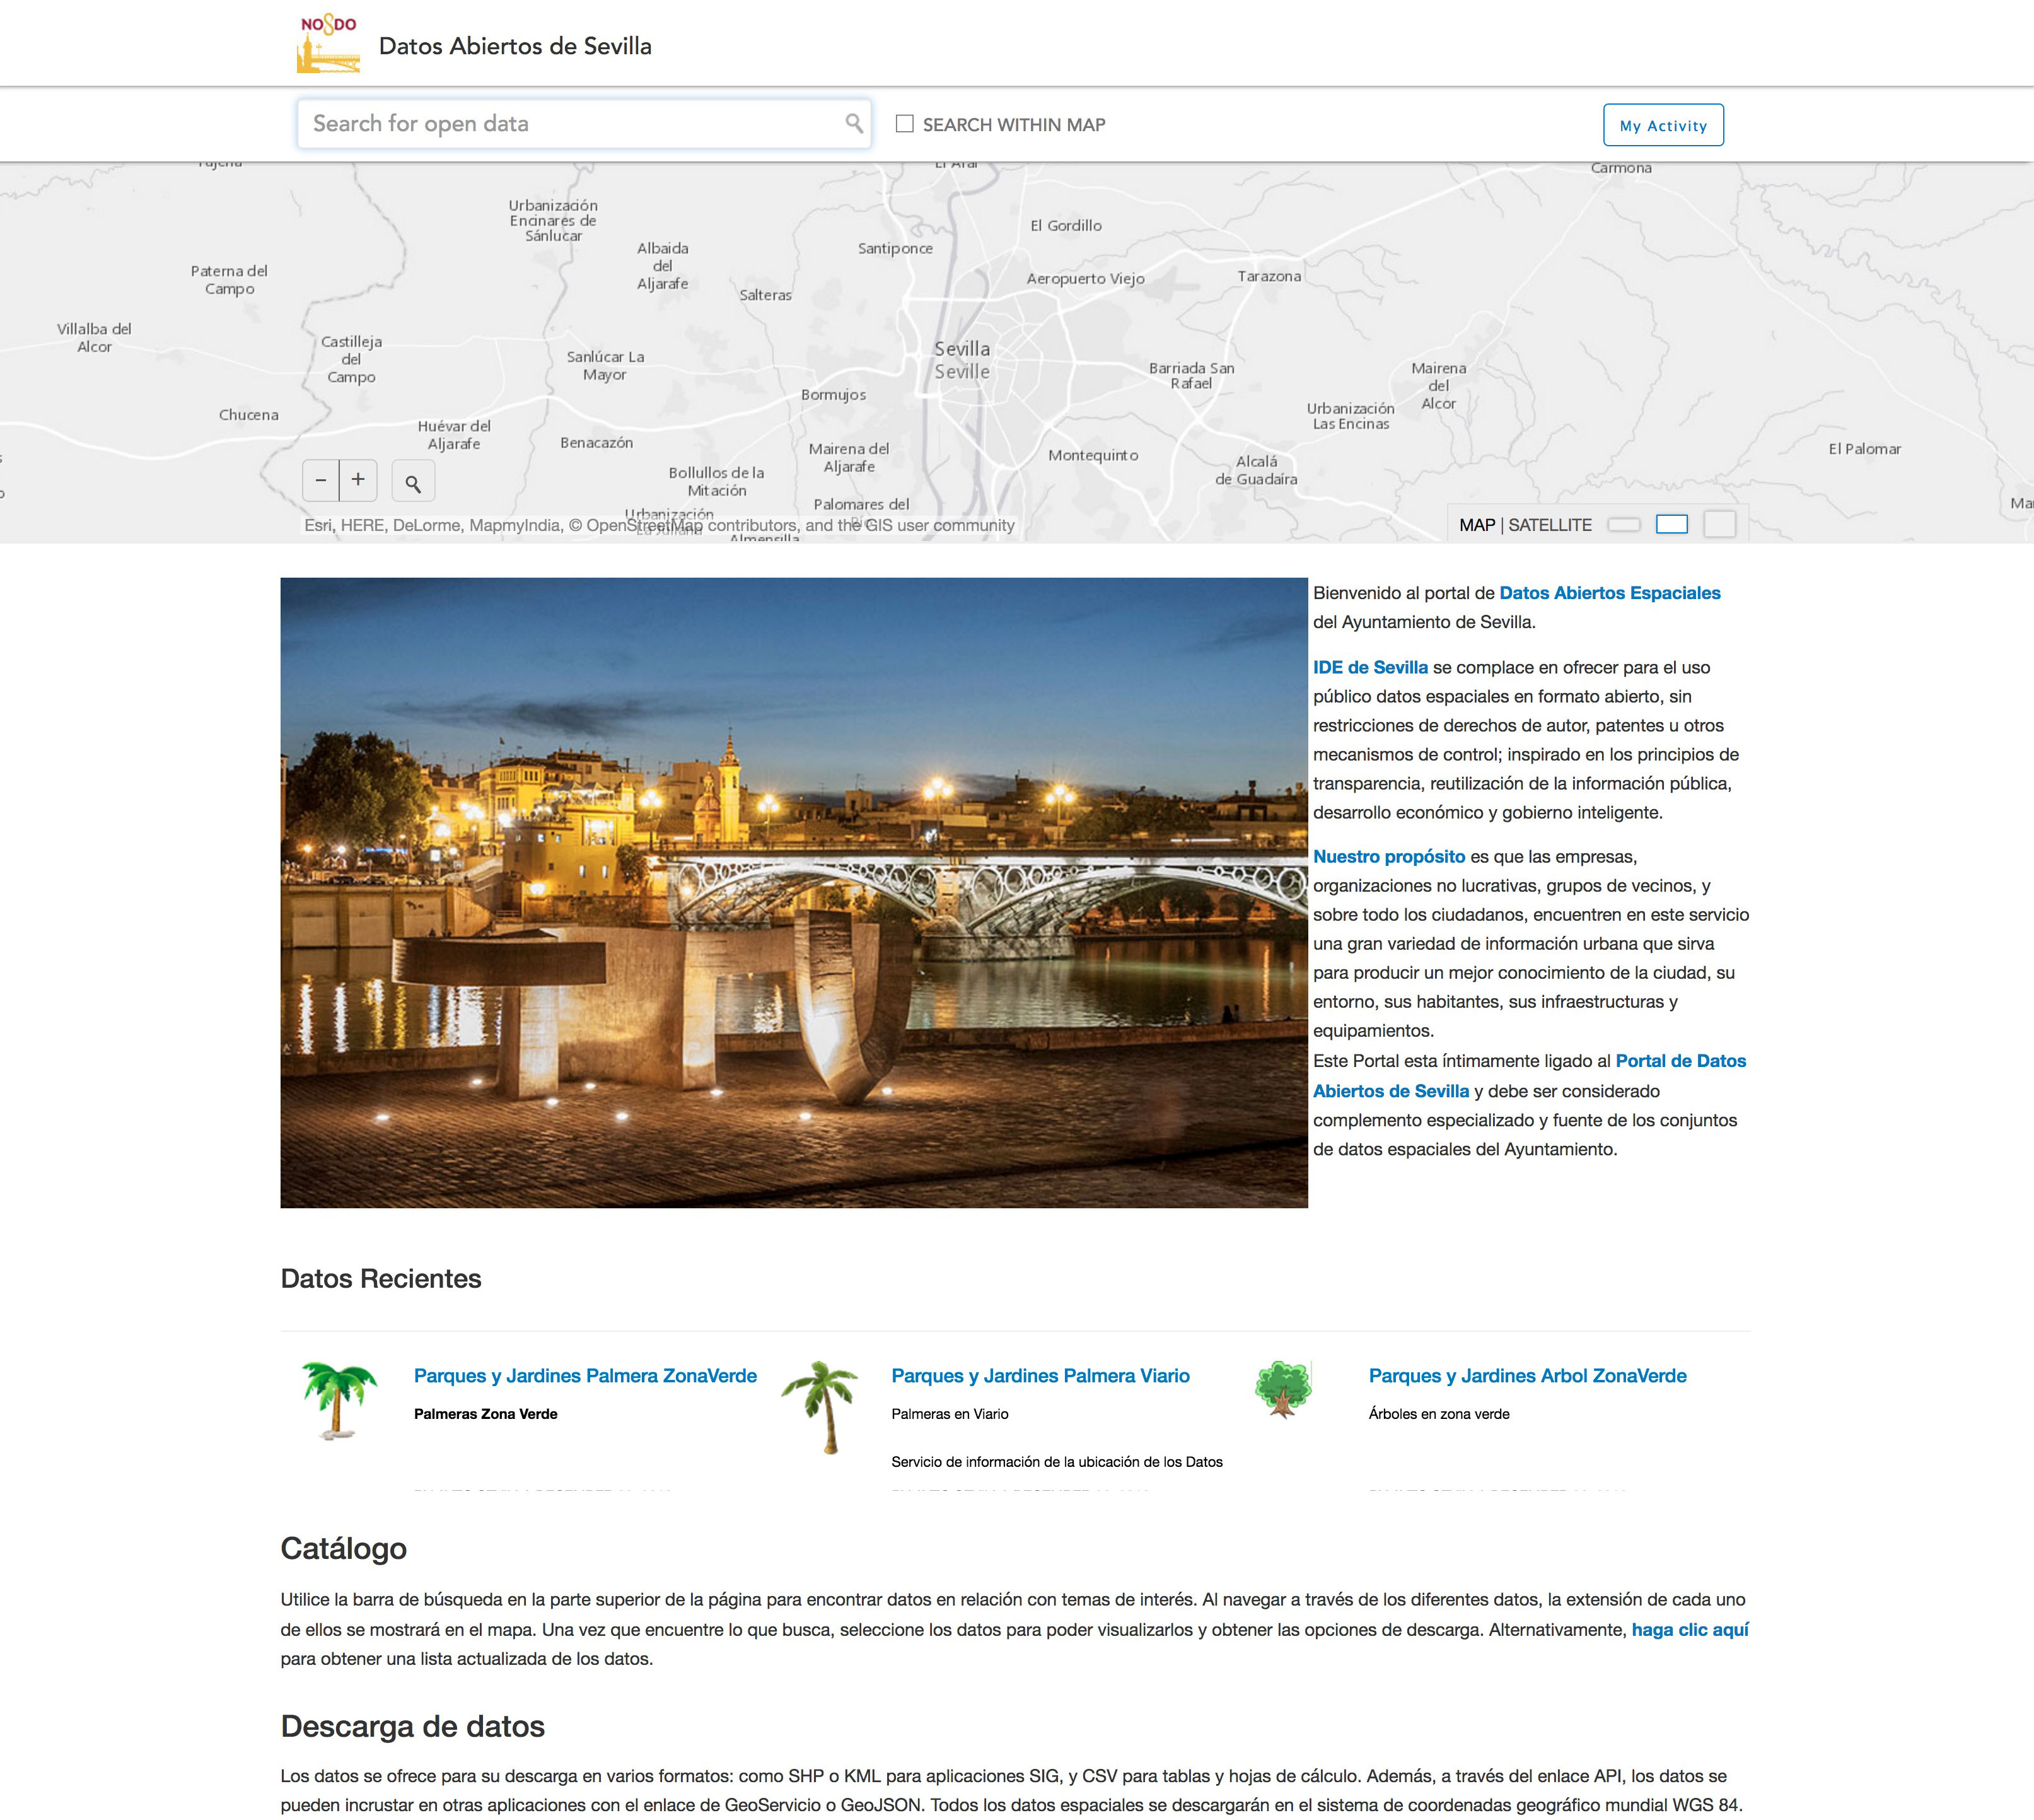 NO8DO
Datos Abiertos de Sevilla
Search for open data
SEARCH WITHIN MAP
My Activity
El Aral
Carmona
Urbanización
Encinares de
Sánlucar
El Gordillo
Albaida
del
Aljarafe
Santiponce
Paterna del
Campo
Aeropuerto Viejo
Tarazona
Salteras
Villalba del
Alcor
Castilleja
del
Campo
Sanlúcar La
Mayor
Sevilla
Seville
Barriada San
Rafael
Mairena
del
Alcor
Bormujos
Chucena
Urbanización
Las Encinas
Huévar del
Aljarafe
Benacazón
Mairena del
Aljarafe
Montequinto
El Palomar
Alcalá
de Guadaíra
Bollullos de la
Mitación
Palomares del
Río
Urbanización
La Juliana
Almensilla
− +
Esri, HERE, DeLorme, MapmyIndia, © OpenStreetMap contributors, and the GIS user community
MAP | SATELLITE
Bienvenido al portal de Datos Abiertos Espaciales
del Ayuntamiento de Sevilla.
IDE de Sevilla se complace en ofrecer para el uso
público datos espaciales en formato abierto, sin
restricciones de derechos de autor, patentes u otros
mecanismos de control; inspirado en los principios de
transparencia, reutilización de la información pública,
desarrollo económico y gobierno inteligente.
Nuestro propósito es que las empresas,
organizaciones no lucrativas, grupos de vecinos, y
sobre todo los ciudadanos, encuentren en este servicio
una gran variedad de información urbana que sirva
para producir un mejor conocimiento de la ciudad, su
entorno, sus habitantes, sus infraestructuras y
equipamientos.
Este Portal esta íntimamente ligado al Portal de Datos
Abiertos de Sevilla y debe ser considerado
complemento especializado y fuente de los conjuntos
de datos espaciales del Ayuntamiento.
Datos Recientes
Parques y Jardines Palmera ZonaVerde
Palmeras Zona Verde
Parques y Jardines Palmera Viario
Palmeras en Viario
Servicio de información de la ubicación de los Datos
Parques y Jardines Arbol ZonaVerde
Árboles en zona verde
Catálogo
Utilice la barra de búsqueda en la parte superior de la página para encontrar datos en relación con temas de interés. Al navegar a través de los diferentes datos, la extensión de cada uno
de ellos se mostrará en el mapa. Una vez que encuentre lo que busca, seleccione los datos para poder visualizarlos y obtener las opciones de descarga. Alternativamente, haga clic aquí
para obtener una lista actualizada de los datos.
Descarga de datos
Los datos se ofrece para su descarga en varios formatos: como SHP o KML para aplicaciones SIG, y CSV para tablas y hojas de cálculo. Además, a través del enlace API, los datos se
pueden incrustar en otras aplicaciones con el enlace de GeoServicio o GeoJSON. Todos los datos espaciales se descargarán en el sistema de coordenadas geográfico mundial WGS 84.